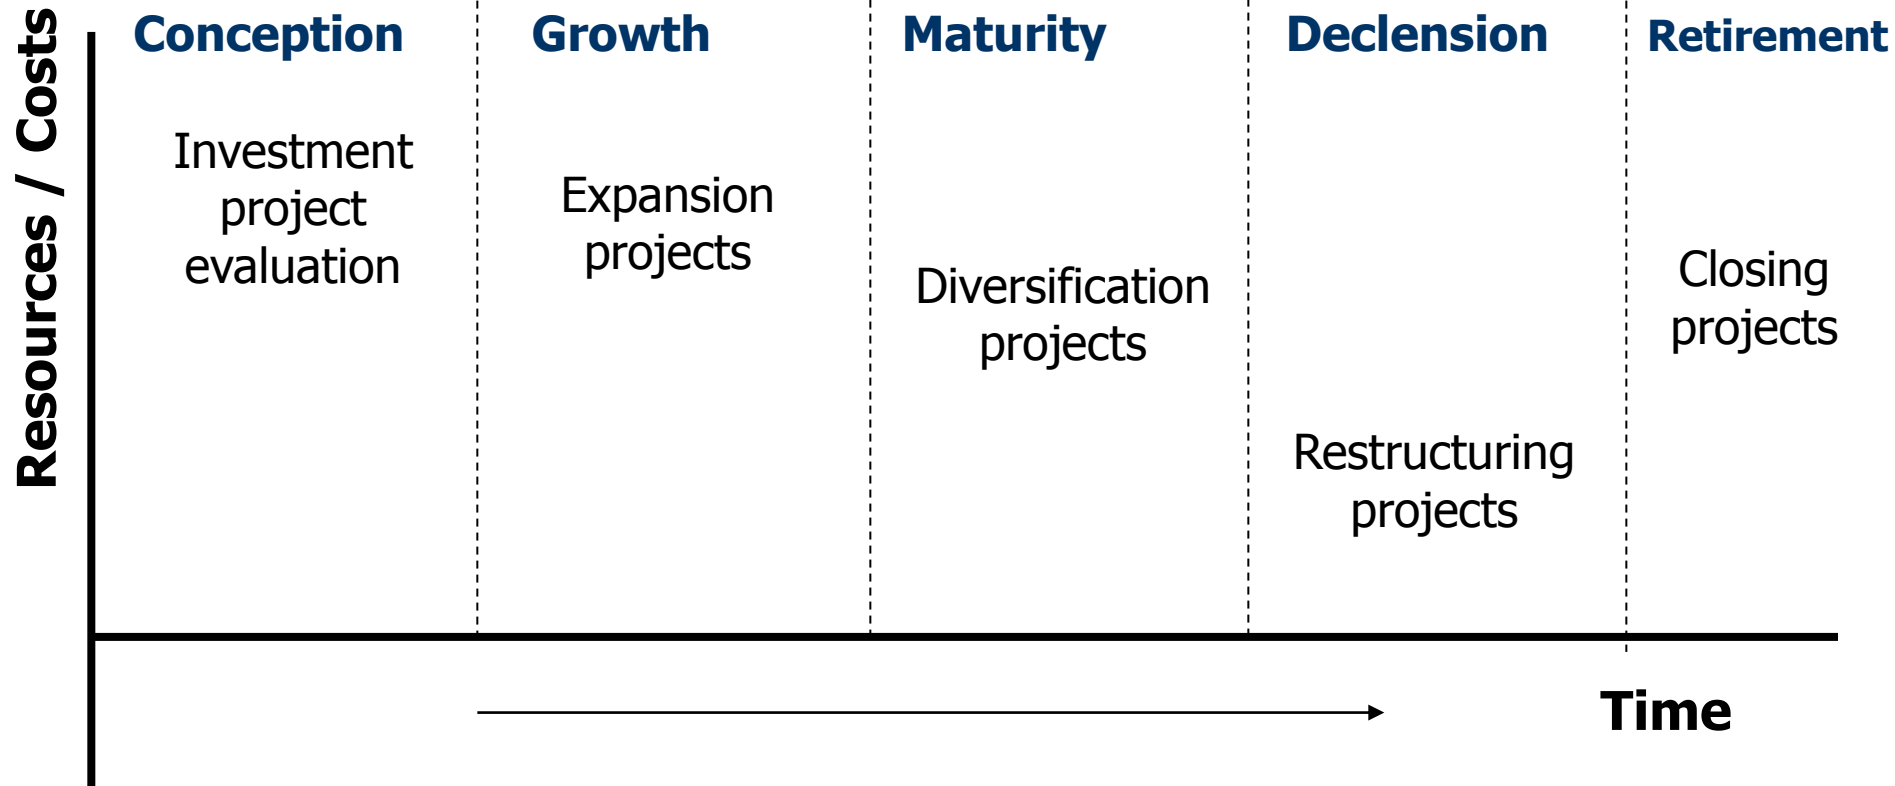 Resources / Costs
Conception
Growth
Maturity
Declension
Retirement
Investment
project
evaluation
Expansion
projects
Diversification
projects
Restructuring
projects
Closing
projects
Time